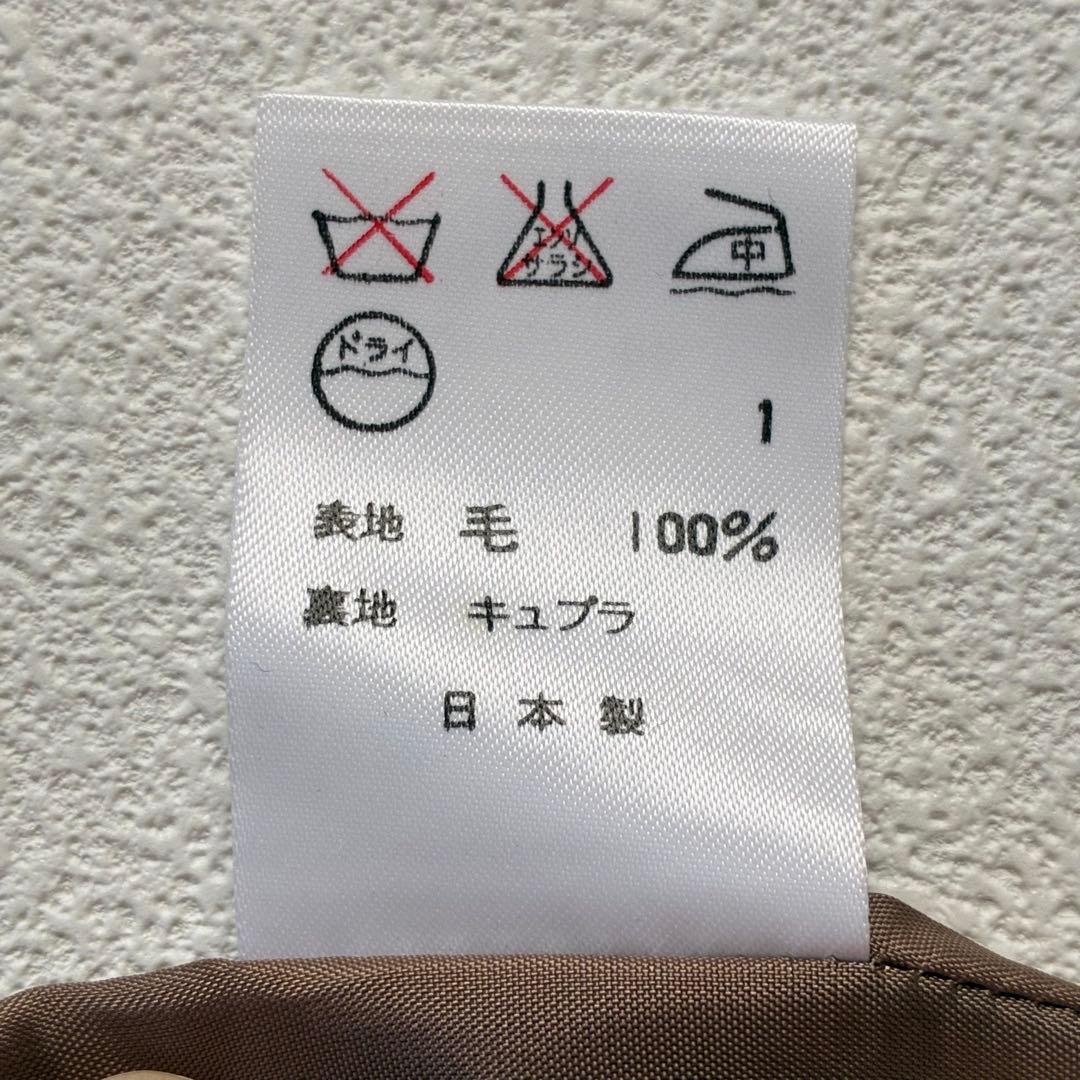 エンソ
サラシ
中
ドライ
1
表地 毛 100%
裏地 キュプラ
日本製